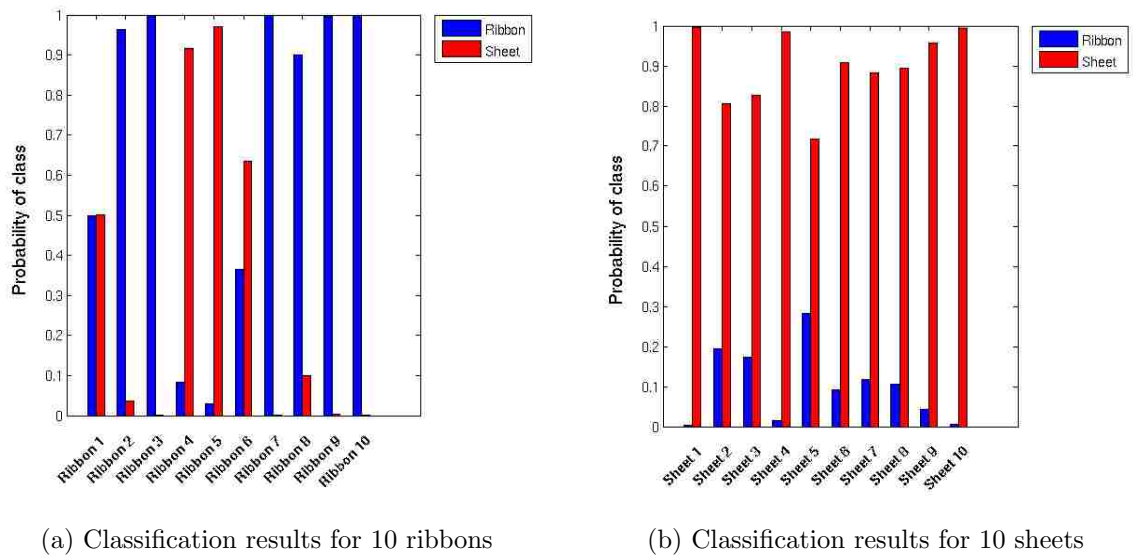 1
0.9
0.8
0.7
0.6
0.5
0.4
0.3
0.2
0.1
0
Probability of class
Ribbon
Sheet
Ribbon 1
Ribbon 2
Ribbon 3
Ribbon 4
Ribbon 5
Ribbon 6
Ribbon 7
Ribbon 8
Ribbon 9
Ribbon 10
(a) Classification results for 10 ribbons
1
0.9
0.8
0.7
0.6
0.5
0.4
0.3
0.2
0.1
0
Probability of class
Ribbon
Sheet
Sheet 1
Sheet 2
Sheet 3
Sheet 4
Sheet 5
Sheet 6
Sheet 7
Sheet 8
Sheet 9
Sheet 10
(b) Classification results for 10 sheets